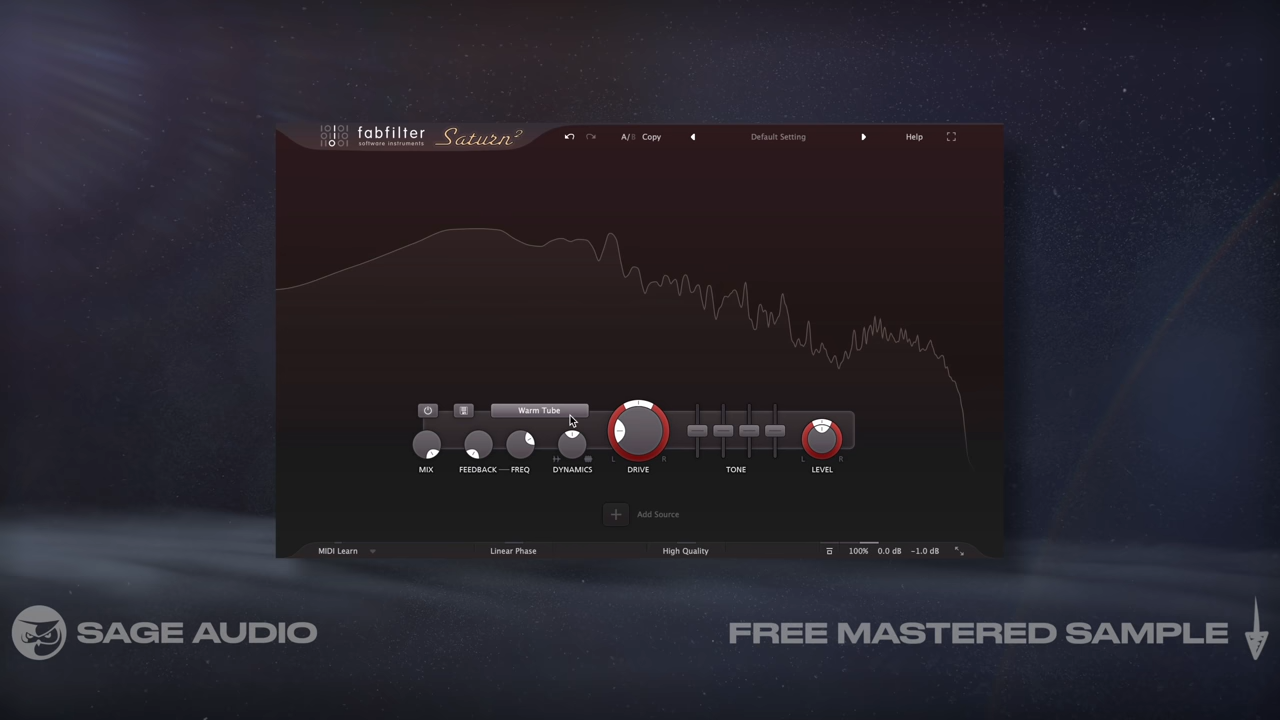 fabfilter
software instruments
Saturn 2
A/B Copy
Default Setting
Help
Warm Tube
MIX
FEEDBACK
FREQ
DYNAMICS
L
R
DRIVE
TONE
L
R
LEVEL
+ Add Source
MIDI Learn
Linear Phase
High Quality
100%
0.0 dB
-1.0 dB
SAGE AUDIO
FREE MASTERED SAMPLE